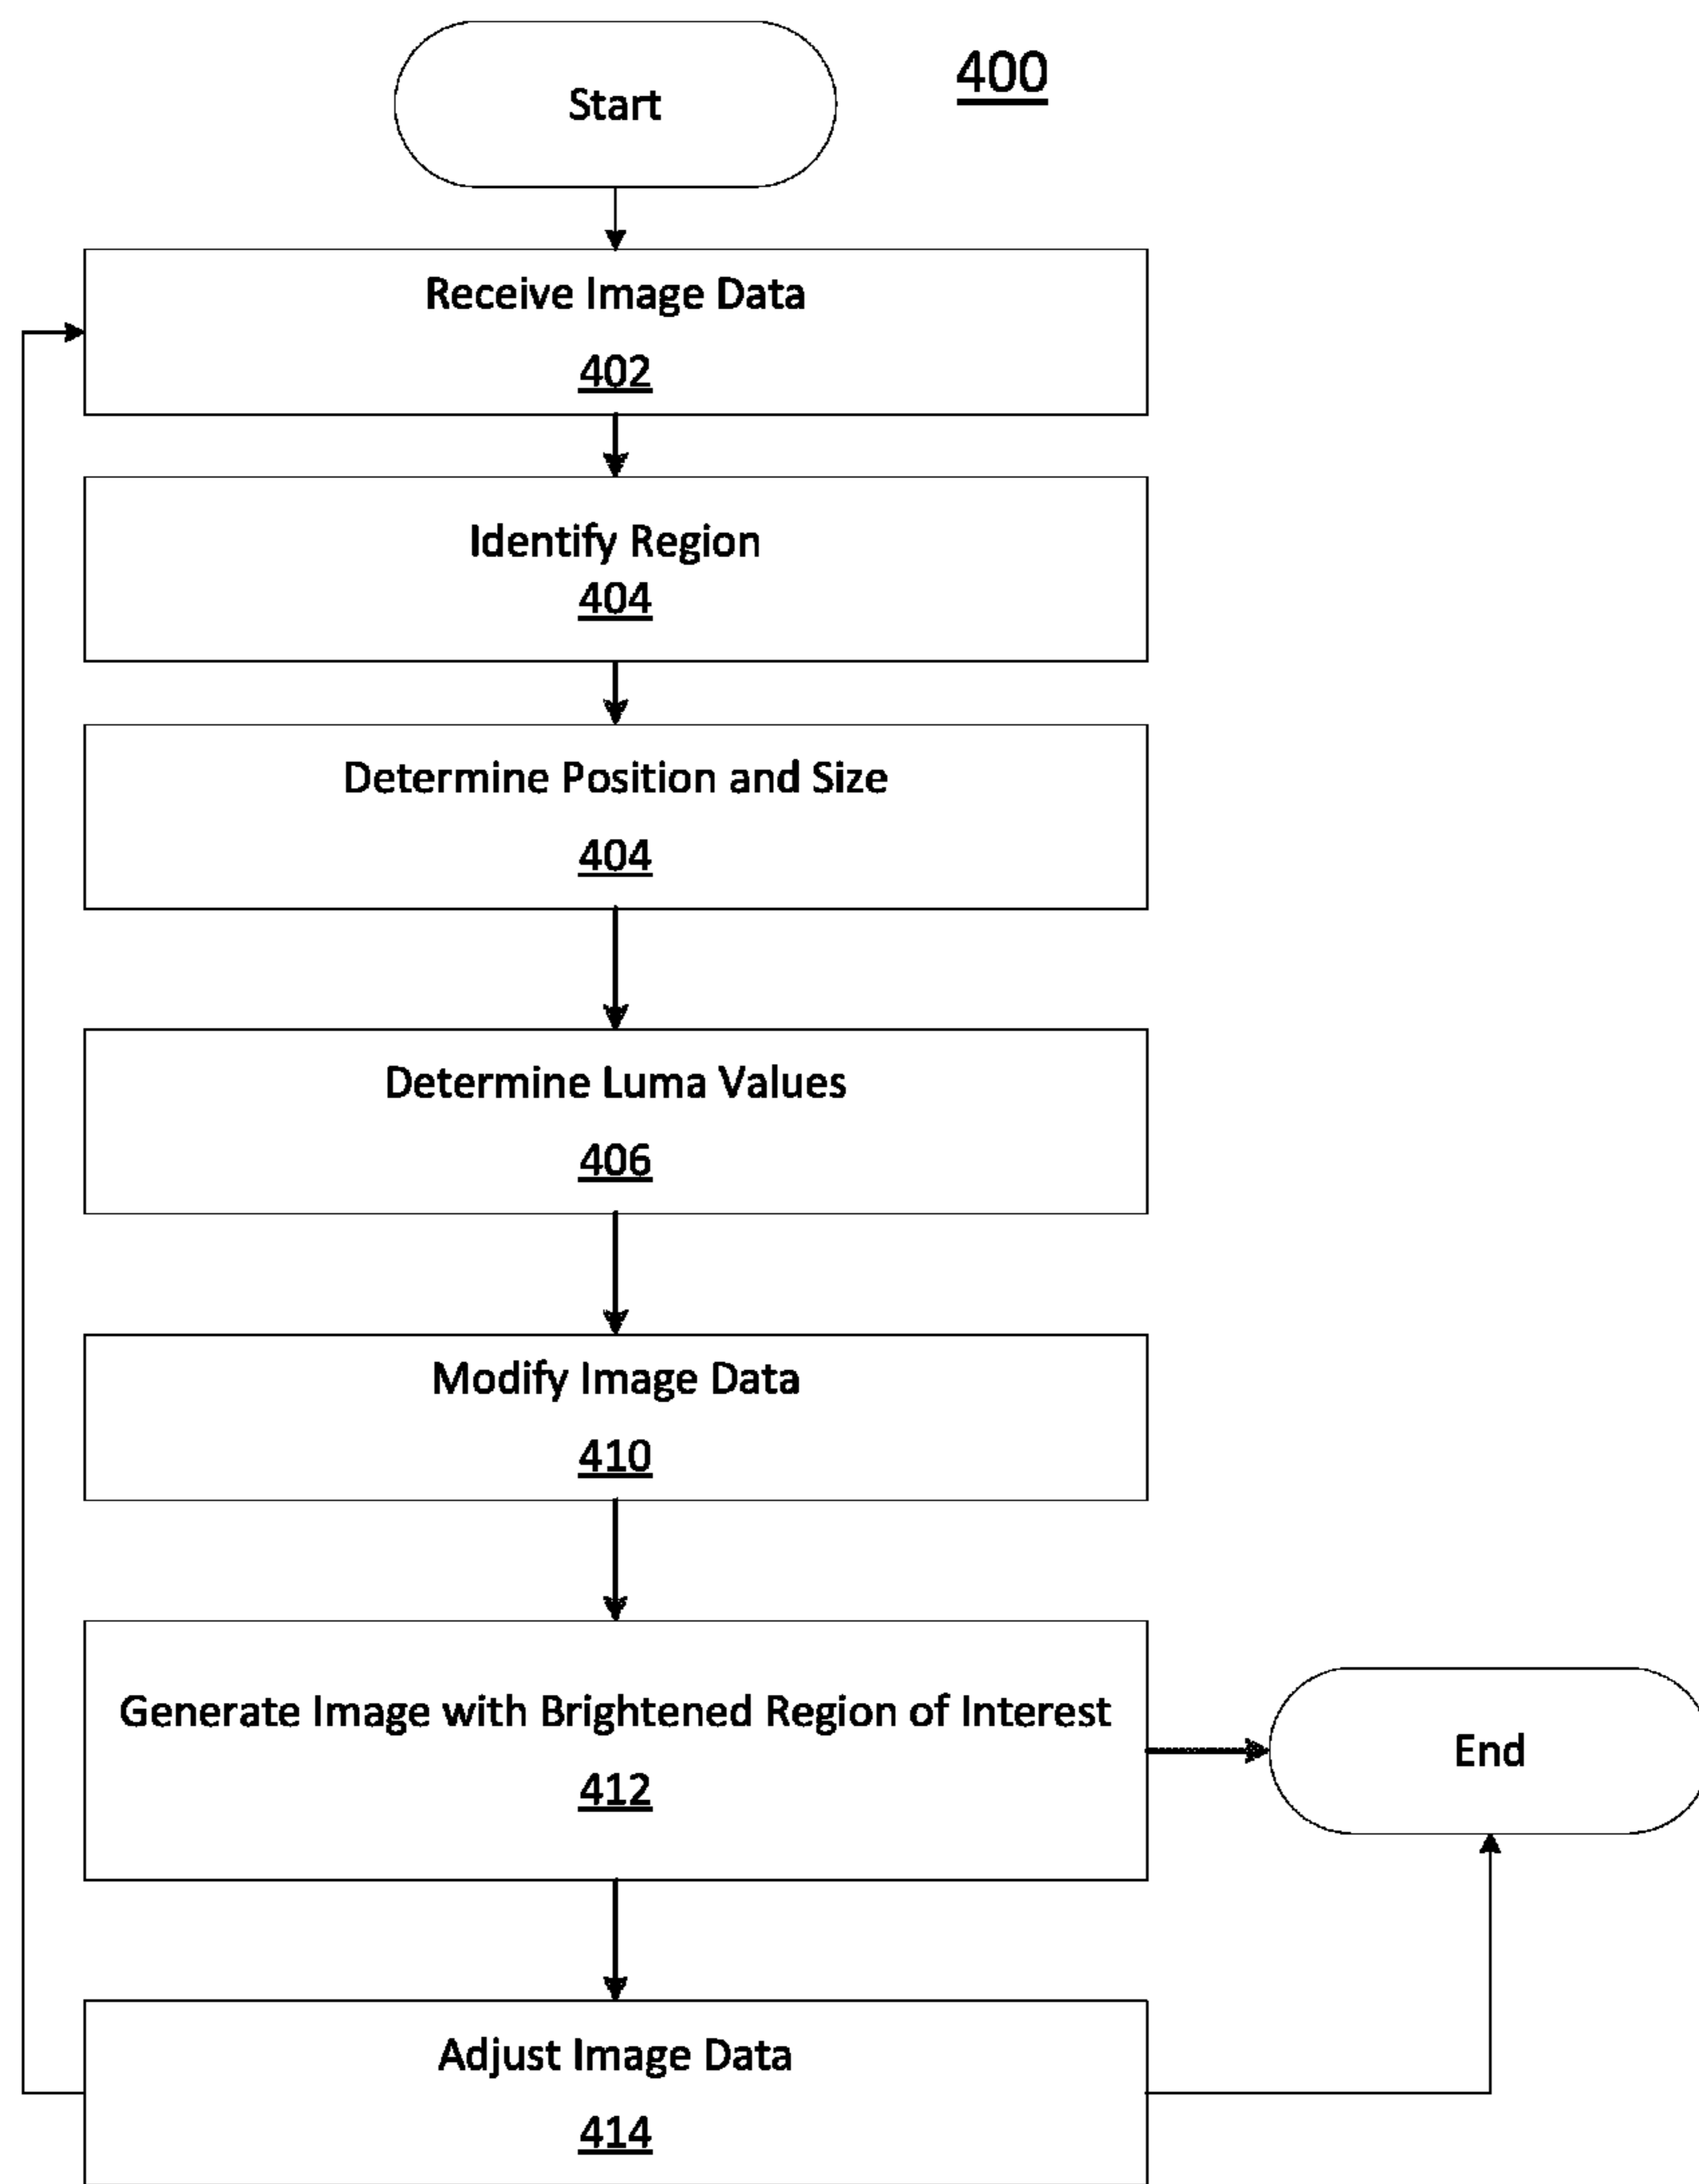 400
Start
Receive Image Data
402
Identify Region
404
Determine Position and Size
404
Determine Luma Values
406
Modify Image Data
410
Generate Image with Brightened Region of Interest
412
End
Adjust Image Data
414